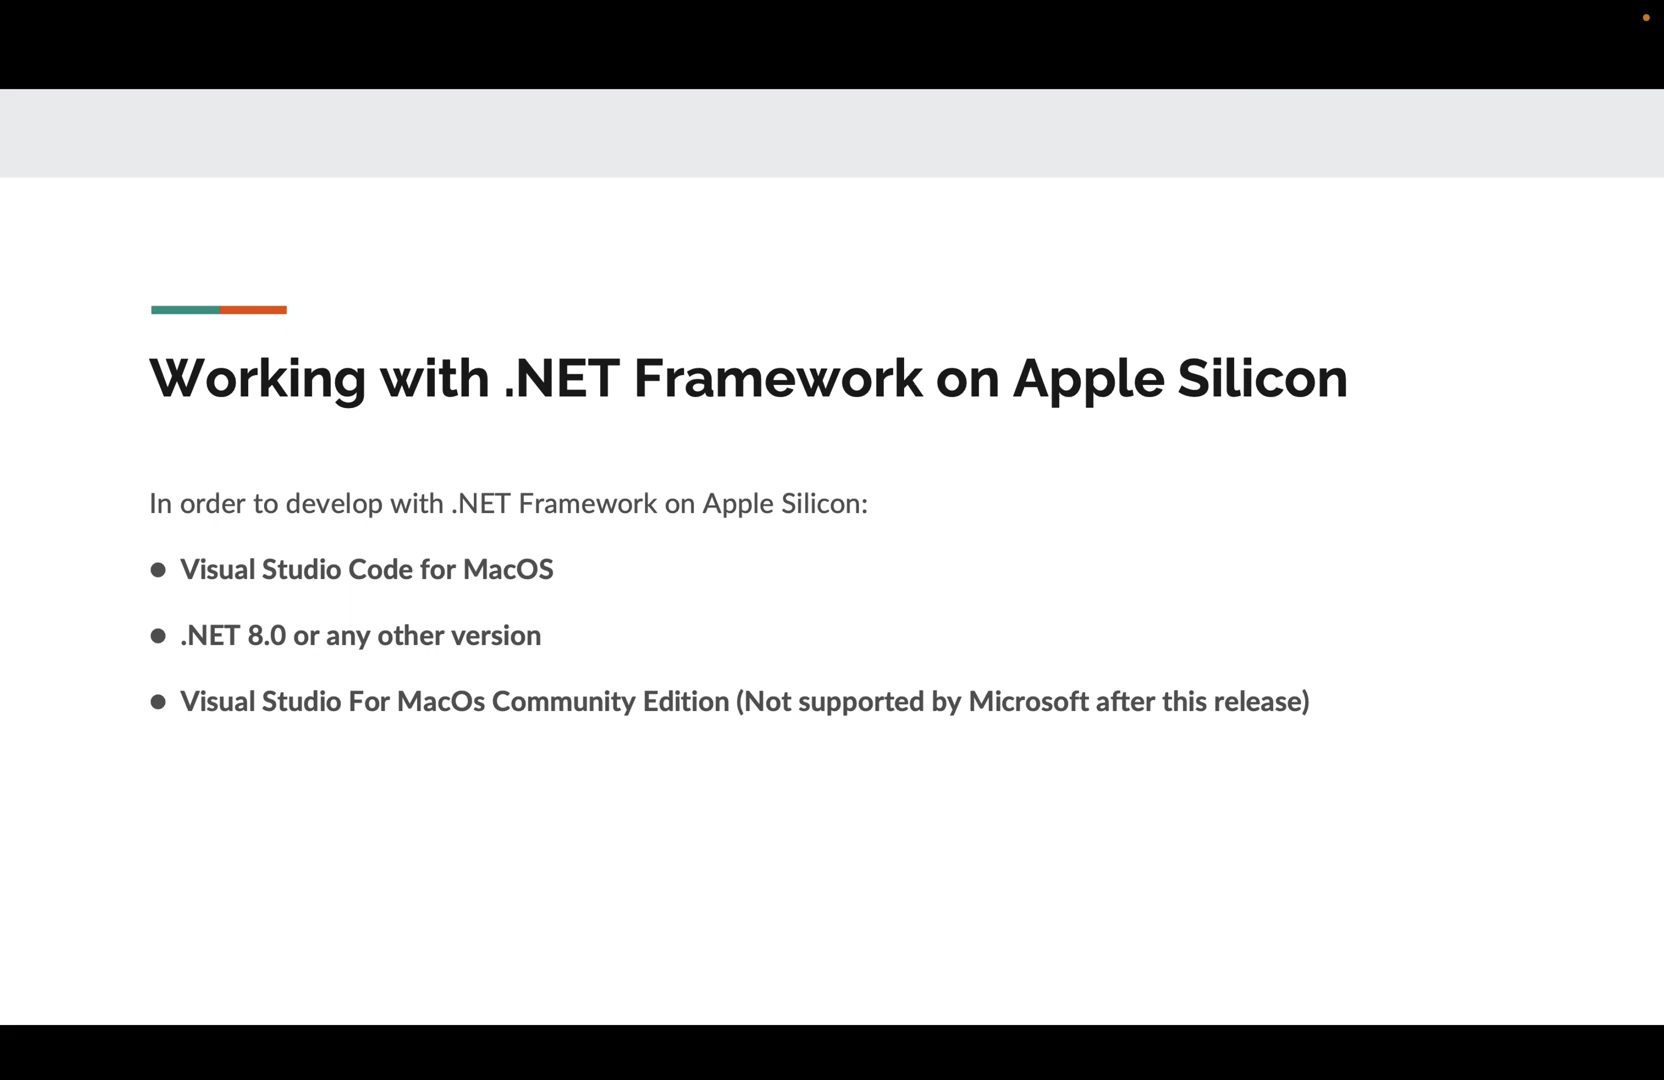 Working with .NET Framework on Apple Silicon
In order to develop with .NET Framework on Apple Silicon:
● Visual Studio Code for MacOS
● .NET 8.0 or any other version
● Visual Studio For MacOs Community Edition (Not supported by Microsoft after this release)